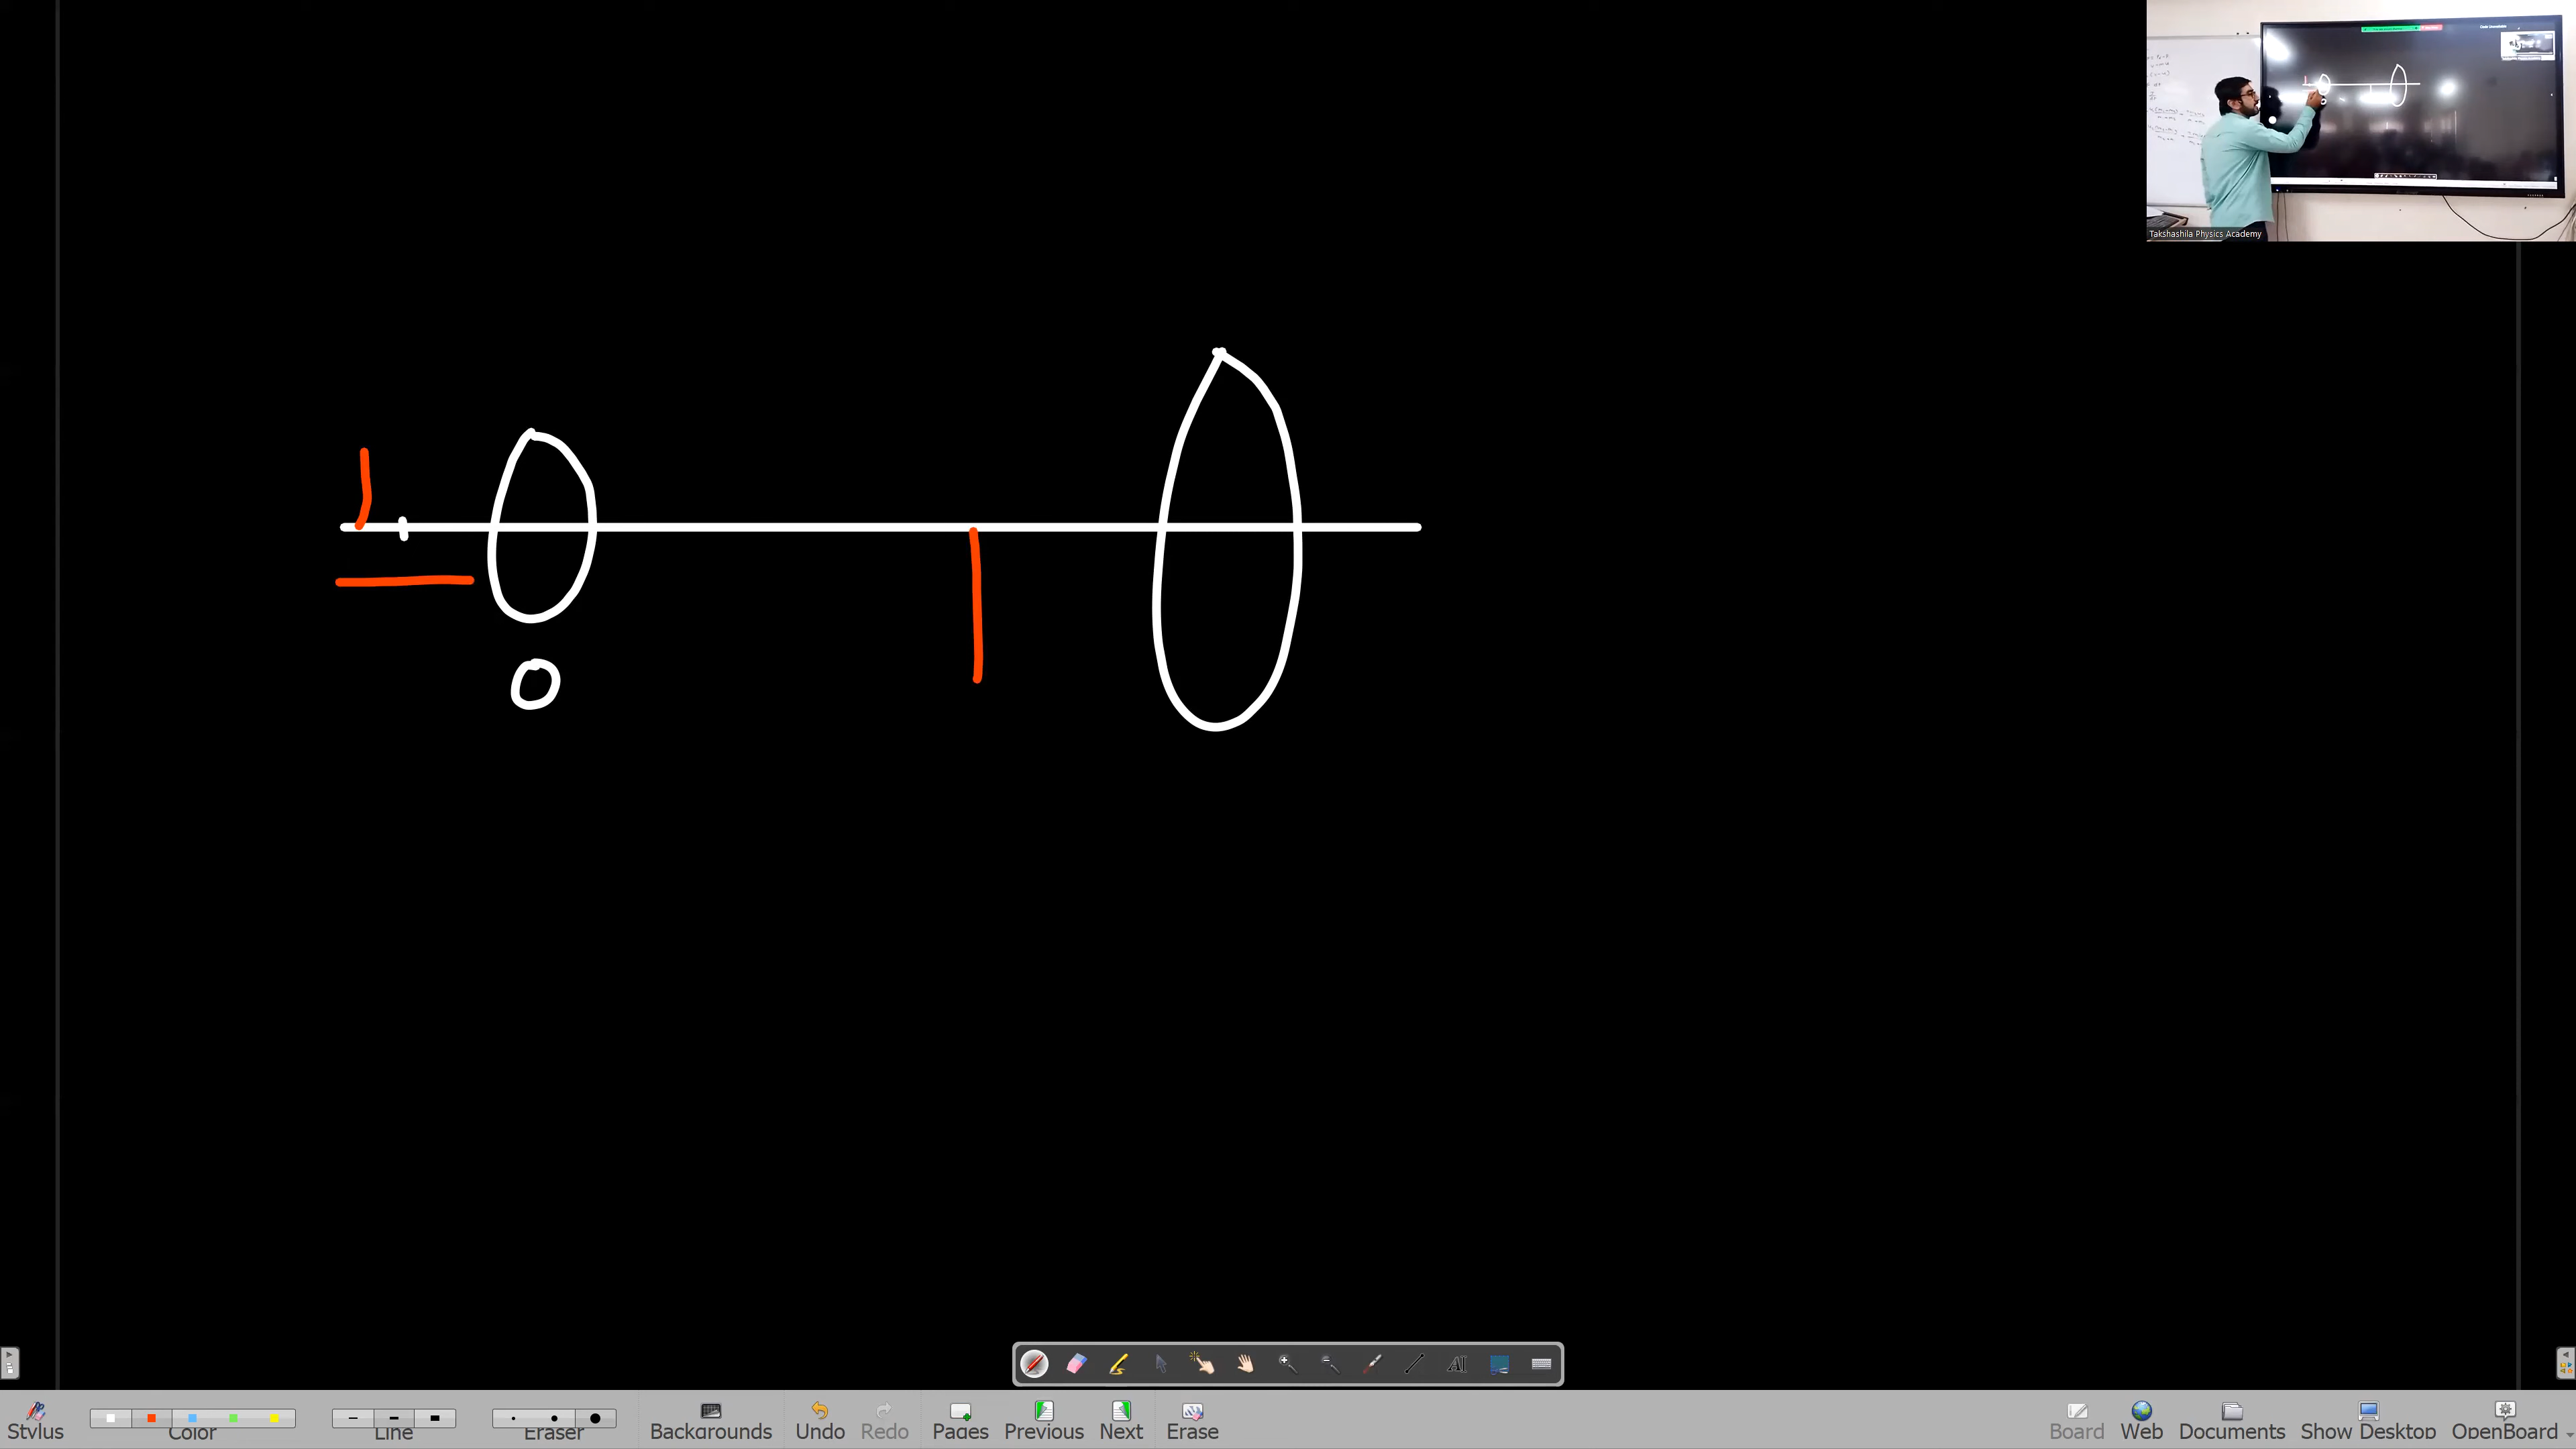 Takshashila Physics Academy
o
Stylus
Color
Line
Eraser
Backgrounds
Undo
Redo
Pages
Previous
Next
Erase
Board
Web
Documents
Show Desktop
OpenBoard